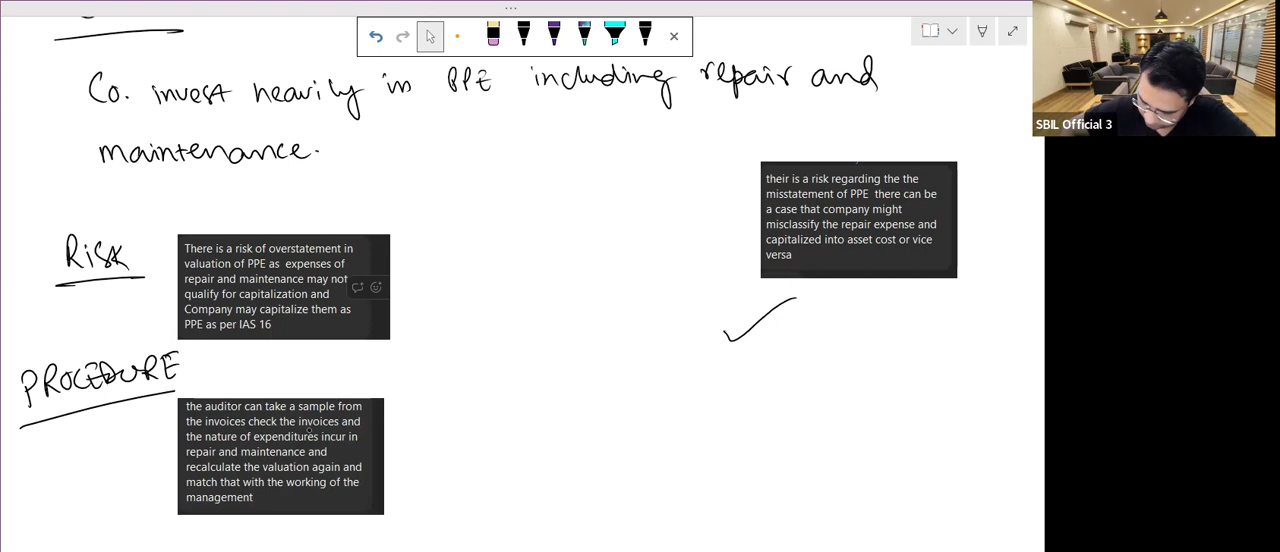 Co. invest heavily in PPE including repair and
maintenance.
SBIL Official 3
their is a risk regarding the the
misstatement of PPE there can be
a case that company might
misclassify the repair expense and
capitalized into asset cost or vice
versa
RISK
There is a risk of overstatement in
valuation of PPE as expenses of
repair and maintenance may not
qualify for capitalization and
Company may capitalize them as
PPE as per IAS 16
PROCEDURE
the auditor can take a sample from
the invoices check the invoices and
the nature of expenditures incur in
repair and maintenance and
recalculate the valuation again and
match that with the working of the
management